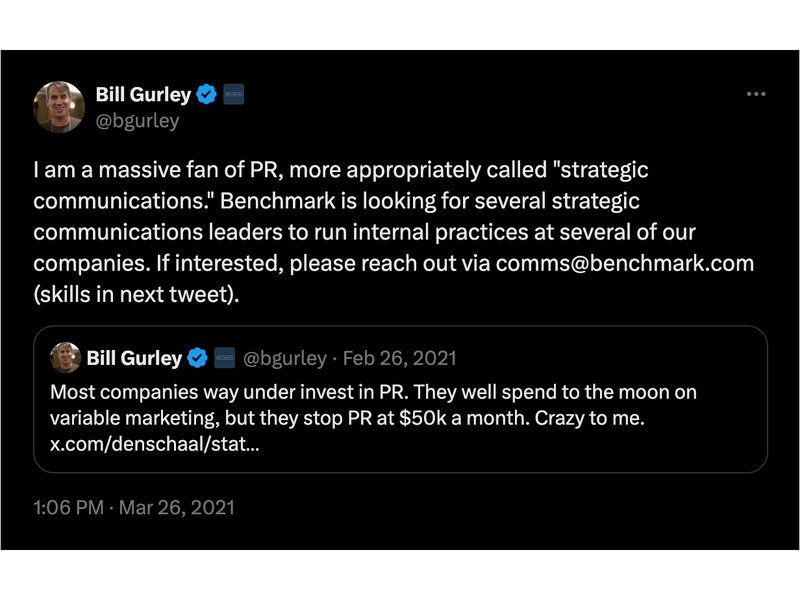 Bill Gurley
@bgurley
I am a massive fan of PR, more appropriately called "strategic
communications." Benchmark is looking for several strategic
communications leaders to run internal practices at several of our
companies. If interested, please reach out via comms@benchmark.com
(skills in next tweet).
Bill Gurley @bgurley · Feb 26, 2021
Most companies way under invest in PR. They well spend to the moon on
variable marketing, but they stop PR at $50k a month. Crazy to me.
x.com/denschaal/stat...
1:06 PM · Mar 26, 2021